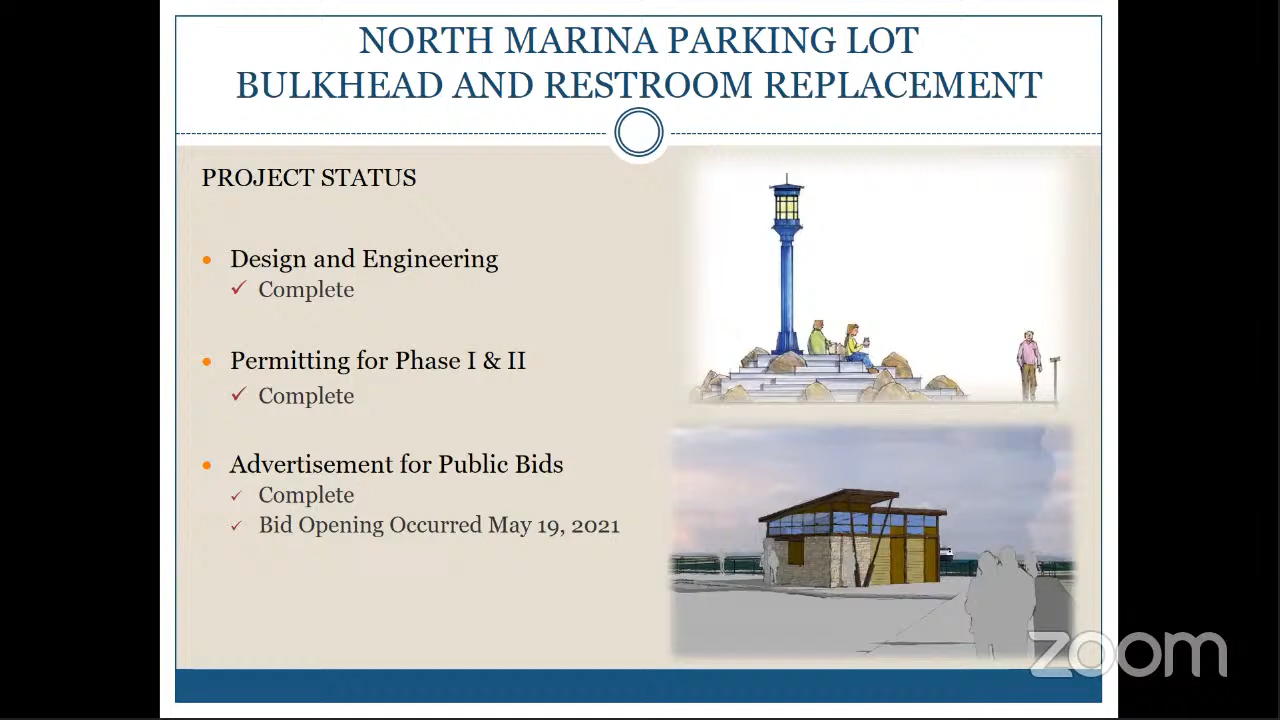 NORTH MARINA PARKING LOT
BULKHEAD AND RESTROOM REPLACEMENT
PROJECT STATUS
• Design and Engineering
✓ Complete
• Permitting for Phase I & II
✓ Complete
• Advertisement for Public Bids
✓ Complete
✓ Bid Opening Occurred May 19, 2021
zoom